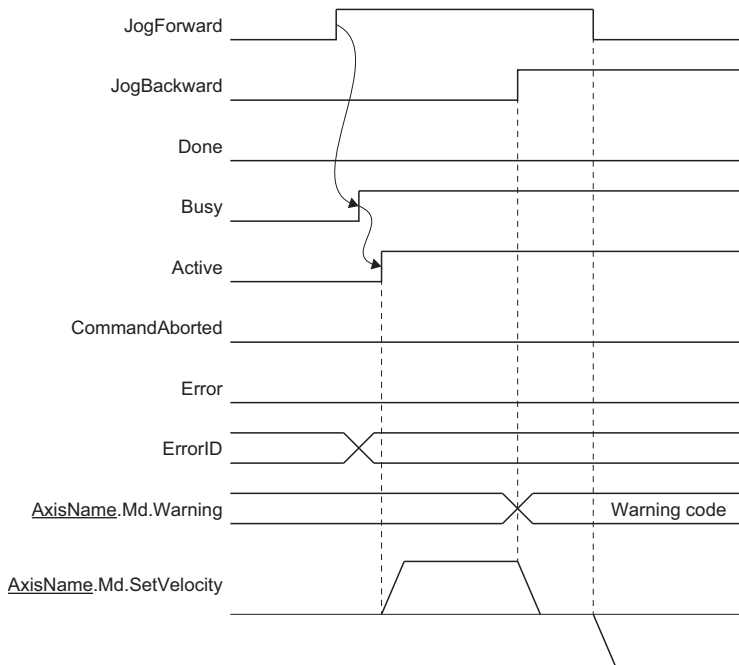 JogForward
JogBackward
Done
Busy
Active
CommandAborted
Error
ErrorID
AxisName.Md.Warning
Warning code
AxisName.Md.SetVelocity